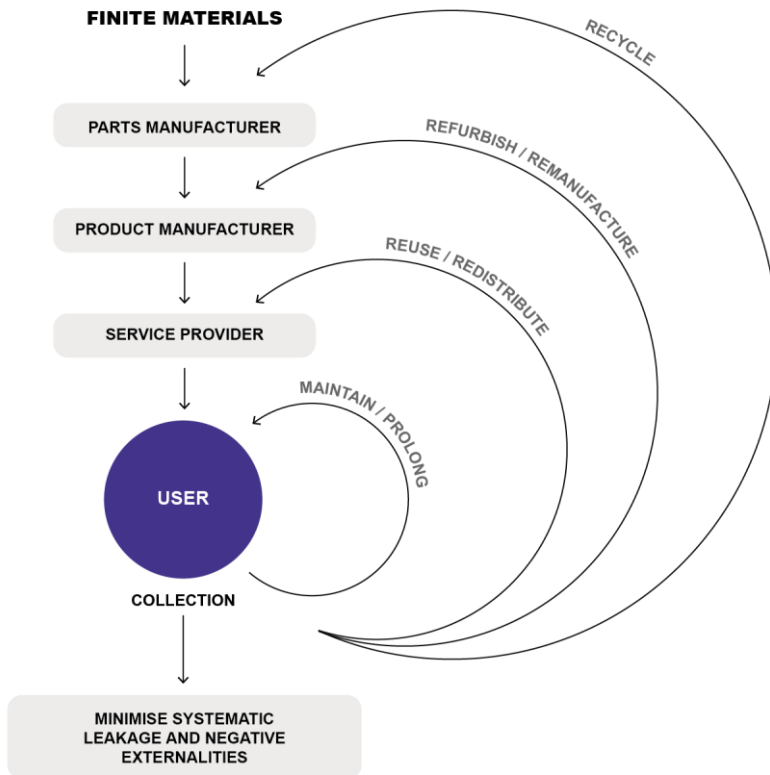 FINITE MATERIALS
RECYCLE
PARTS MANUFACTURER
REFURBISH / REMANUFACTURE
PRODUCT MANUFACTURER
REUSE / REDISTRIBUTE
SERVICE PROVIDER
MAINTAIN / PROLONG
USER
COLLECTION
MINIMISE SYSTEMATIC
LEAKAGE AND NEGATIVE
EXTERNALITIES